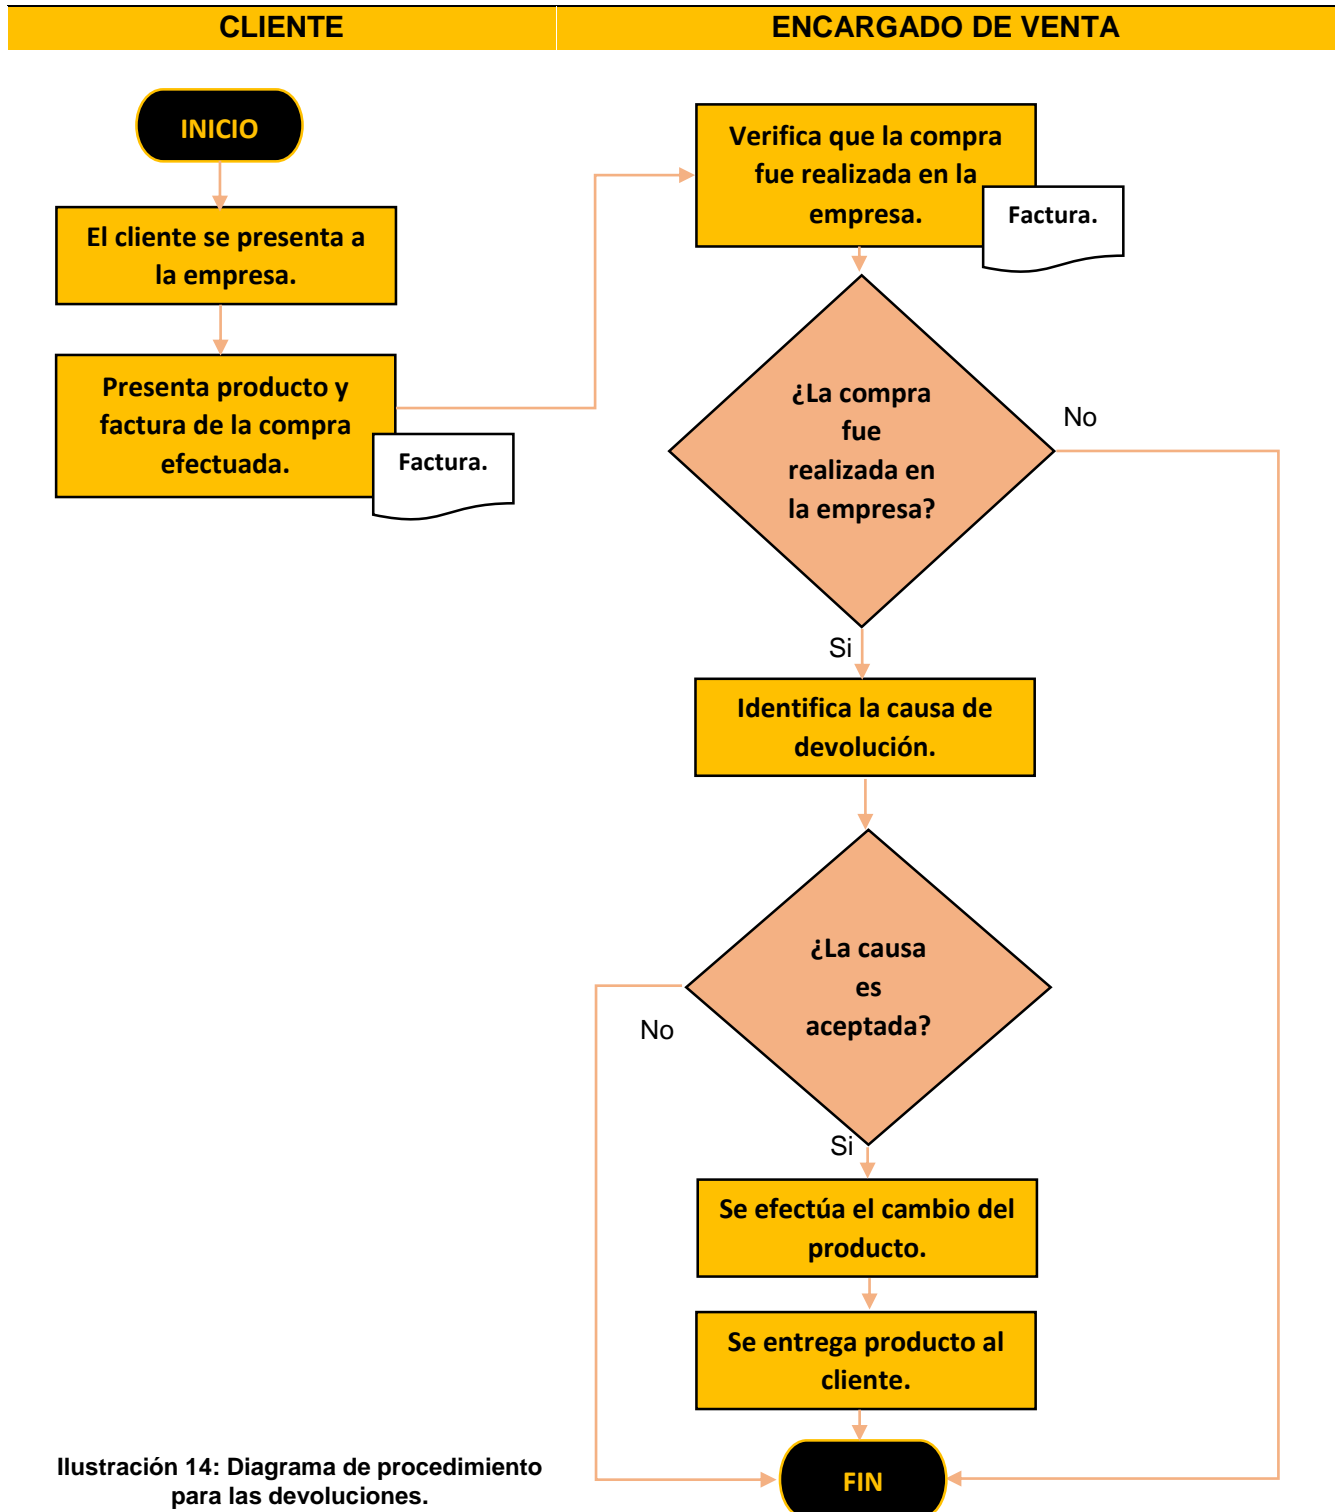 CLIENTE
ENCARGADO DE VENTA
INICIO
El cliente se presenta a
la empresa.
Presenta producto y
factura de la compra
efectuada.
Factura.
Verifica que la compra
fue realizada en la
empresa.
Factura.
¿La compra
fue
realizada en
la empresa?
No
Si
Identifica la causa de
devolución.
¿La causa
es
aceptada?
No
Si
Se efectúa el cambio del
producto.
Se entrega producto al
cliente.
FIN
Ilustración 14: Diagrama de procedimiento
para las devoluciones.